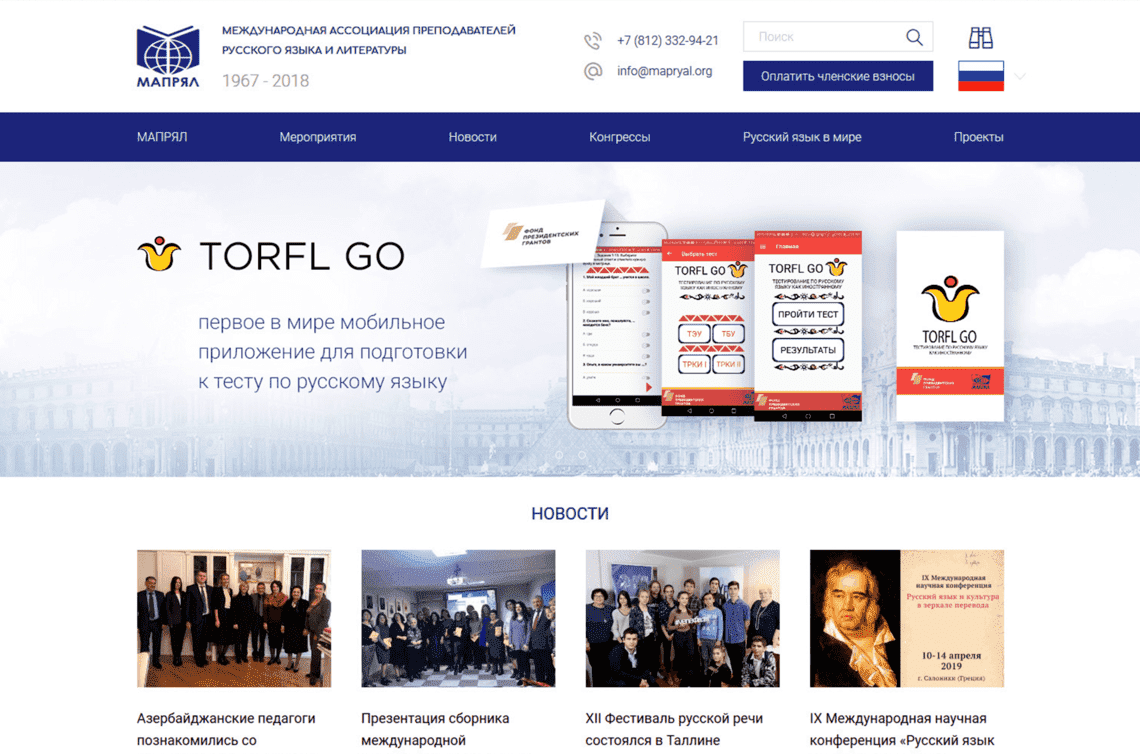 МАПРЯЛ
МЕЖДУНАРОДНАЯ АССОЦИАЦИЯ ПРЕПОДАВАТЕЛЕЙ
РУССКОГО ЯЗЫКА И ЛИТЕРАТУРЫ
1967 - 2018
+7 (812) 332-94-21
info@mapryal.org
Поиск
Оплатить членские взносы
МАПРЯЛ
Мероприятия
Новости
Конгрессы
Русский язык в мире
Проекты
TORFL GO
первое в мире мобильное
приложение для подготовки
к тесту по русскому языку
ФОНД
ПРЕЗИДЕНТСКИХ
ГРАНТОВ
Выбрать тест
TORFL GO
ТЕСТИРОВАНИЕ ПО РУССКОМУ
ЯЗЫКУ КАК ИНОСТРАННОМУ
ТЭУ
ТБУ
ТРКИ I
ТРКИ II
Главная
TORFL GO
ТЕСТИРОВАНИЕ ПО РУССКОМУ
ЯЗЫКУ КАК ИНОСТРАННОМУ
ПРОЙТИ ТЕСТ
РЕЗУЛЬТАТЫ
TORFL GO
ТЕСТИРОВАНИЕ ПО РУССКОМУ ЯЗЫКУ
КАК ИНОСТРАННОМУ
НОВОСТИ
Азербайджанские педагоги
познакомились со
Презентация сборника
международной
XII Фестиваль русской речи
состоялся в Таллине
IX Международная
научная конференция
Русский язык и культура
в зеркале перевода
10-14 апреля
2019
г. Салоники (Греция)
IX Международная научная
конференция «Русский язык